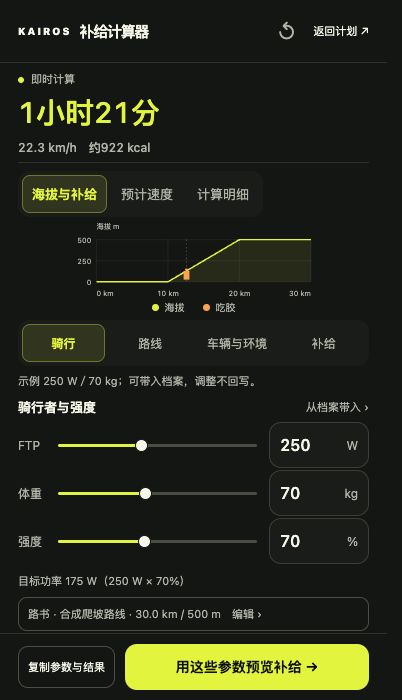 KAIROS 补给计算器 返回计划 ↗
即时计算
1小时21分
22.3 km/h 约922 kcal
海拔与补给 预计速度 计算明细
海拔 m
500
250
0
0 km 10 km 20 km 30 km
海拔 吃胶
骑行 路线 车辆与环境 补给
示例 250 W / 70 kg；可带入档案，调整不回写。
骑行者与强度 从档案带入 ›
FTP 250 W
体重 70 kg
强度 70 %
目标功率 175 W（250 W × 70%）
路书 · 合成爬坡路线 · 30.0 km / 500 m 编辑 ›
复制参数与结果 用这些参数预览补给 →